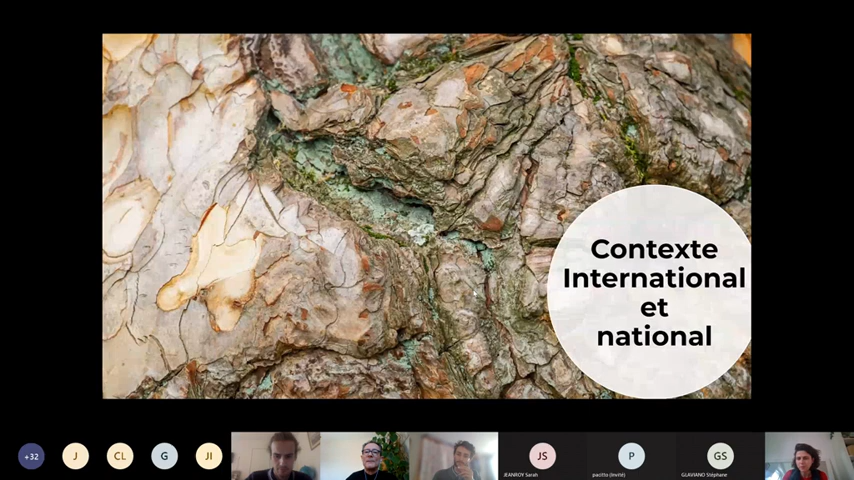 Contexte
International
et
national
+32
J
CL
G
JI
JS
JEANROY Sarah
P
pacitto (Invité)
GS
GLAVIANO Stéphane